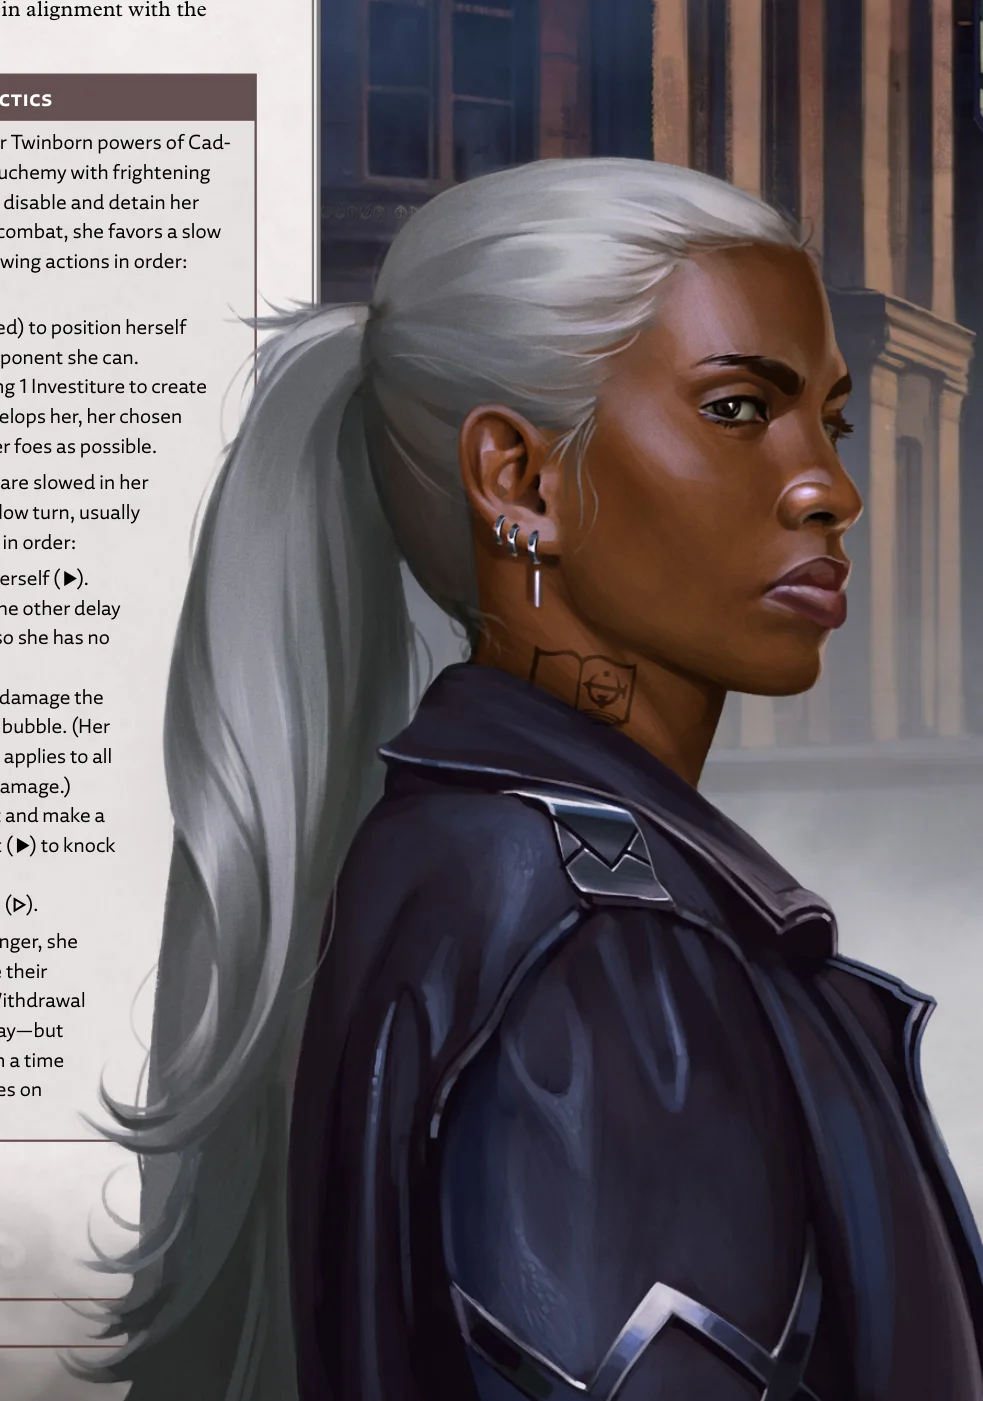 in alignment with the
CTICS
r Twinborn powers of Cad-
uchemy with frightening
disable and detain her
combat, she favors a slow
wing actions in order:
ed) to position herself
ponent she can.
ng 1 Investiture to create
elops her, her chosen
er foes as possible.
are slowed in her
low turn, usually
in order:
erself (▶).
ne other delay
so she has no
damage the
bubble. (Her
applies to all
amage.)
t and make a
t (▶) to knock
(▷).
nger, she
e their
Withdrawal
ay—but
n a time
es on